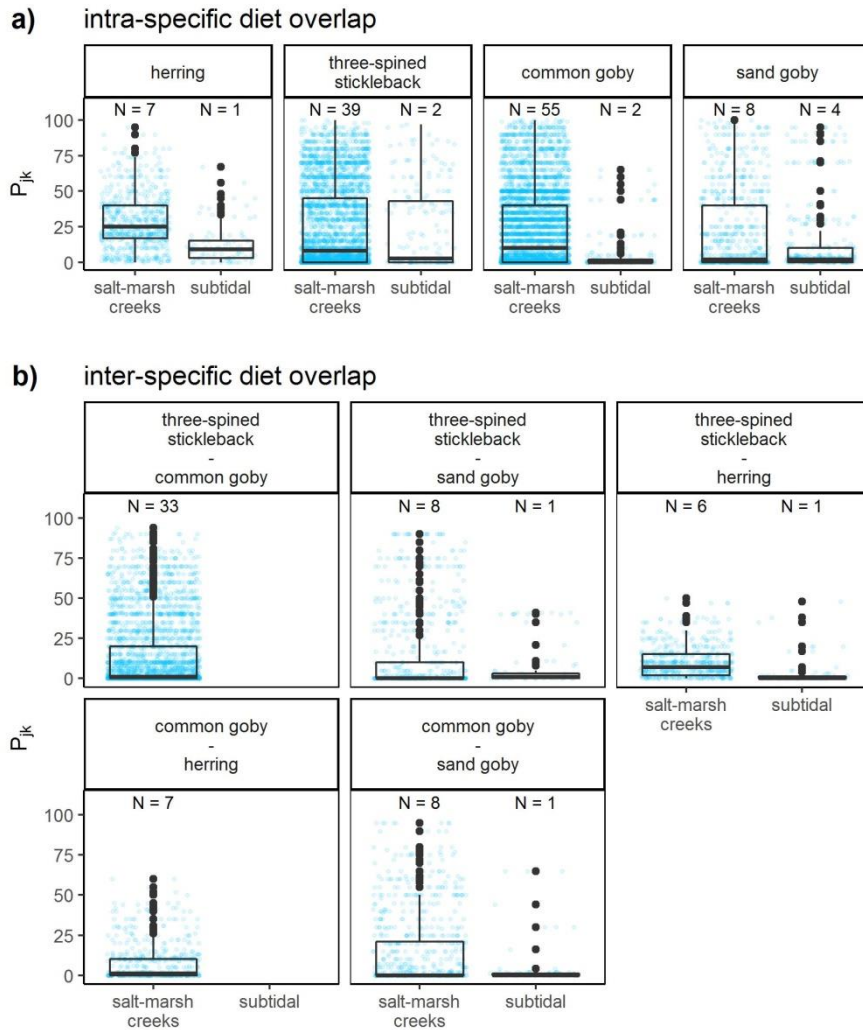 a) intra-specific diet overlap
herring
three-spined
stickleback
common goby
sand goby
N = 7 N = 1 N = 39 N = 2 N = 55 N = 2 N = 8 N = 4
100
75
50
25
0
Pjk
salt-marsh
creeks
subtidal
salt-marsh
creeks
subtidal
salt-marsh
creeks
subtidal
salt-marsh
creeks
subtidal
b) inter-specific diet overlap
three-spined
stickleback
-
common goby
three-spined
stickleback
-
sand goby
three-spined
stickleback
-
herring
N = 33 N = 8 N = 1 N = 6 N = 1
100
75
50
25
0
salt-marsh
creeks
subtidal
Pjk
common goby
-
herring
common goby
-
sand goby
N = 7 N = 8 N = 1
100
75
50
25
0
salt-marsh
creeks
subtidal
salt-marsh
creeks
subtidal